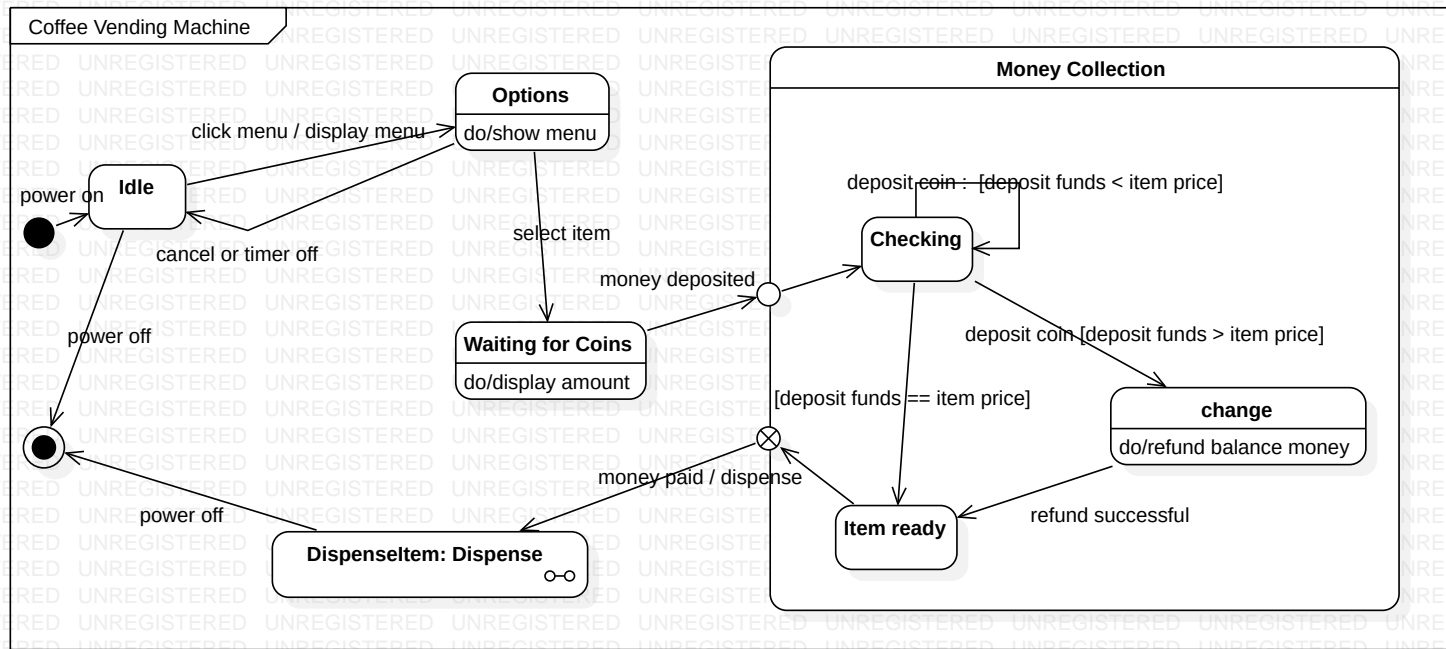 Coffee Vending Machine
Money Collection
Options
do/show menu
click menu / display menu
Idle
power on
deposit coin : [deposit funds < item price]
Checking
select item
cancel or timer off
money deposited
power off
Waiting for Coins
do/display amount
deposit coin [deposit funds > item price]
[deposit funds == item price]
change
do/refund balance money
money paid / dispense
power off
refund successful
Item ready
DispenseItem: Dispense
UNREGISTERED